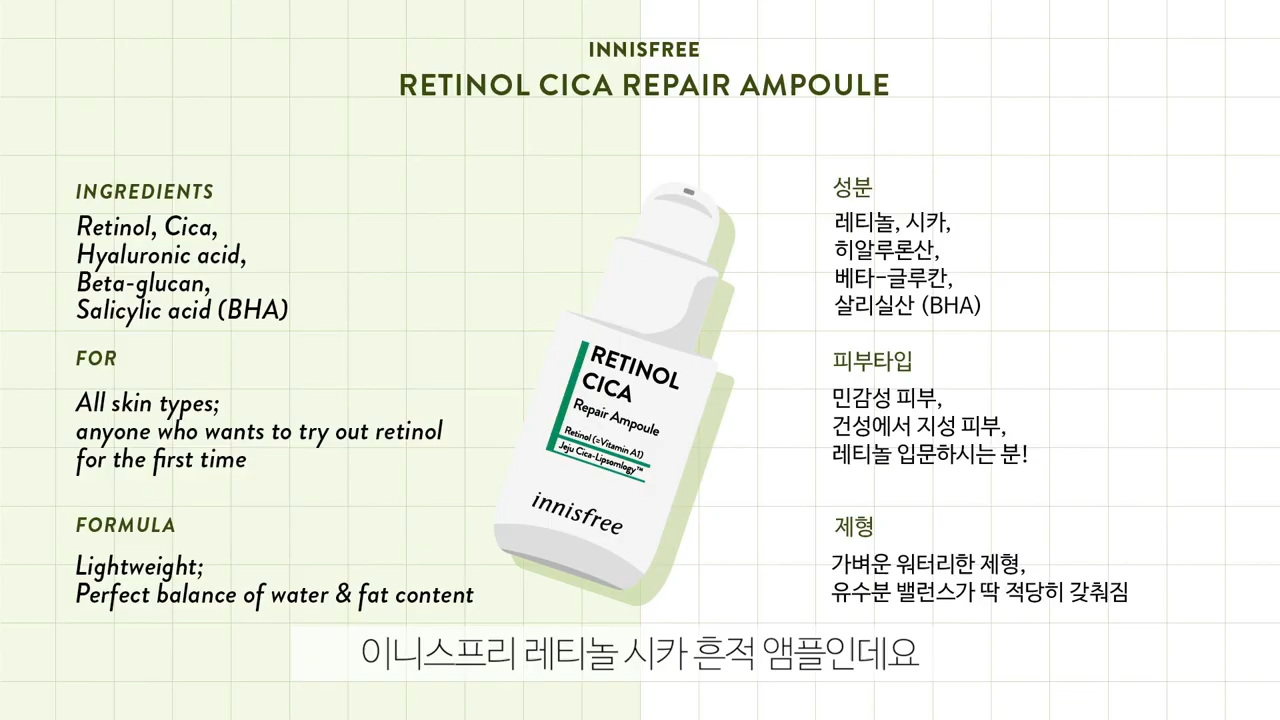 INNISFREE
RETINOL CICA REPAIR AMPOULE
INGREDIENTS
Retinol, Cica,
Hyaluronic acid,
Beta-glucan,
Salicylic acid (BHA)
FOR
All skin types;
anyone who wants to try out retinol
for the first time
FORMULA
Lightweight;
Perfect balance of water & fat content
RETINOL
CICA
Repair Ampoule
Retinol (=Vitamin A1)
Jeju Cica-Lipsomlogy™
innisfree
성분
레티놀, 시카,
히알루론산,
베타-글루칸,
살리실산 (BHA)
피부타입
민감성 피부,
건성에서 지성 피부,
레티놀 입문하시는 분!
제형
가벼운 워터리한 제형,
유수분 밸런스가 딱 적당히 갖춰짐
이니스프리 레티놀 시카 흔적 앰플인데요